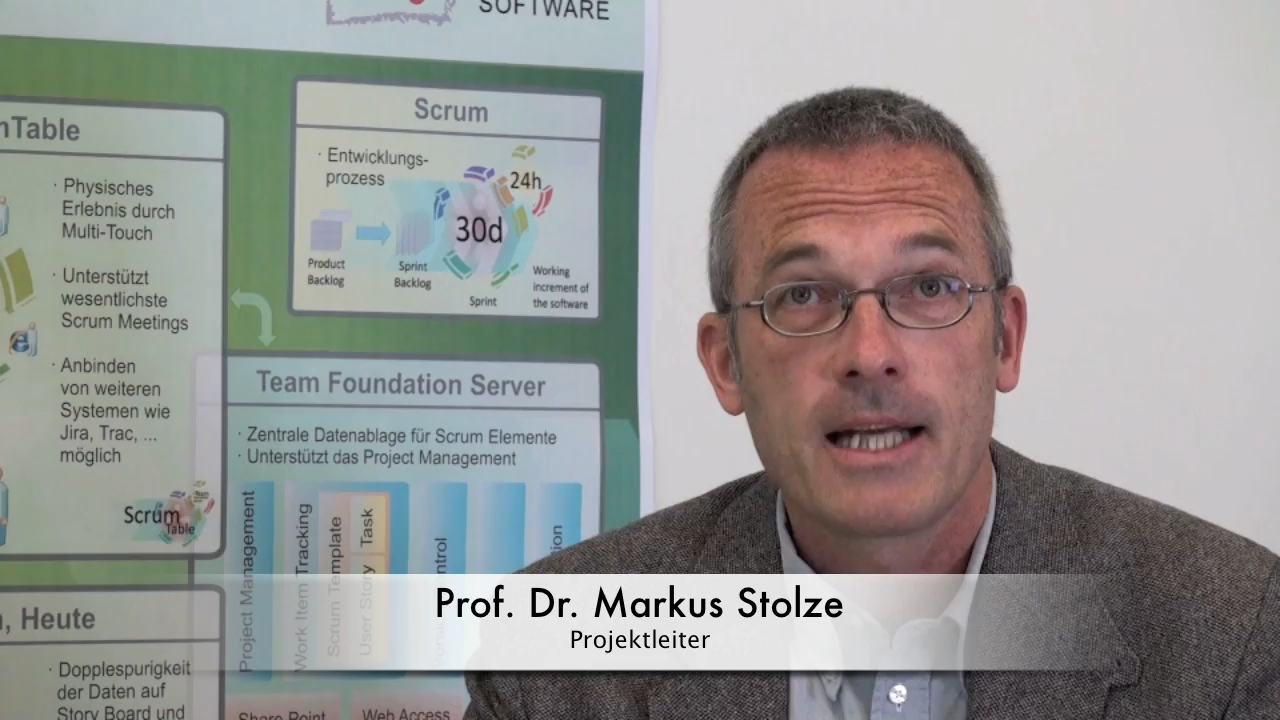 SOFTWARE
Scrum
· Entwicklungs-
prozess
24h
30d
Product
Backlog
Sprint
Backlog
Sprint
Working
increment of
the software
nTable
· Physisches
Erlebnis durch
Multi-Touch
· Unterstützt
wesentlichste
Scrum Meetings
· Anbinden
von weiteren
Systemen wie
Jira, Trac, ...
möglich
Scrum
Table
Team Foundation Server
· Zentrale Datenablage für Scrum Elemente
· Unterstützt das Project Management
Project Management
Work Item Tracking
Scrum Template
User Story
Task
ntrol
ion
, Heute
· Dopplespurigkeit
der Daten auf
Story Board und
Share Point
Web Access
Prof. Dr. Markus Stolze
Projektleiter